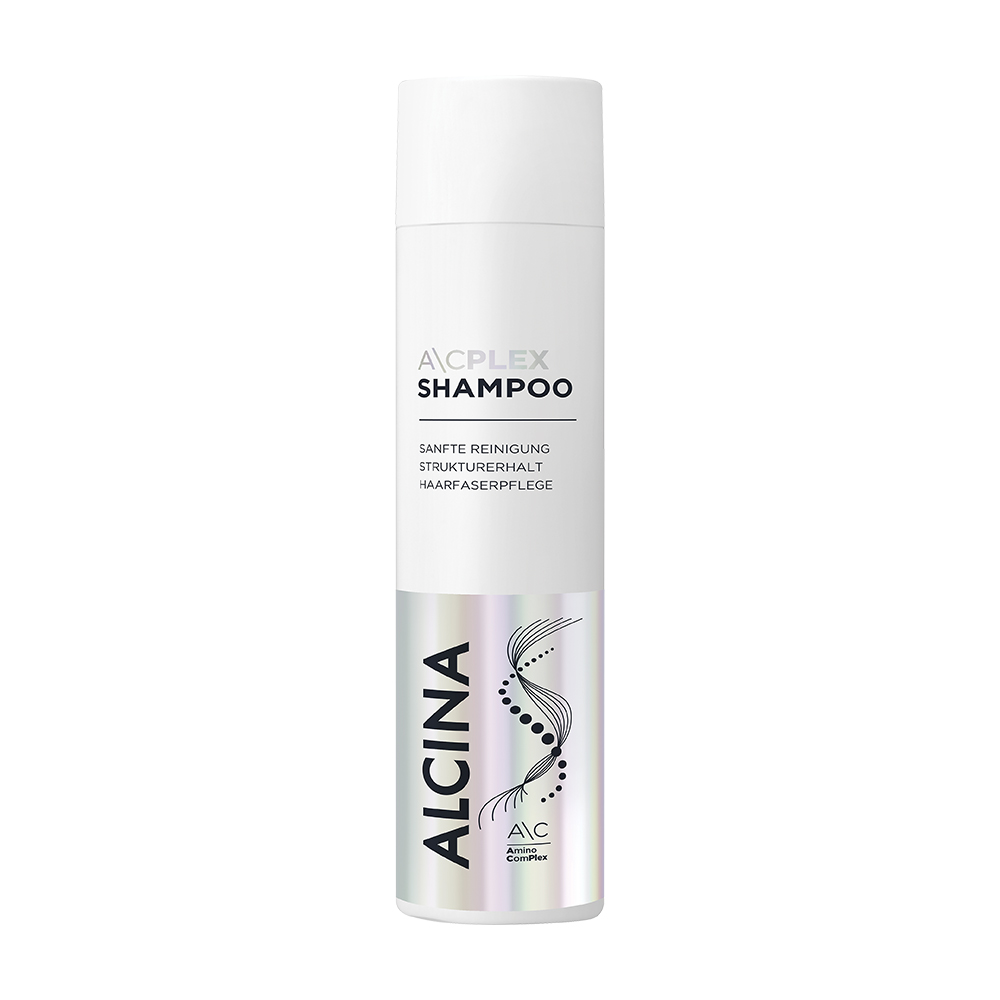 A\CPLEX
SHAMPOO
SANFTE REINIGUNG
STRUKTURERHALT
HAARFASERPFLEGE
ALCINA
A\C
Amino
ComPlex